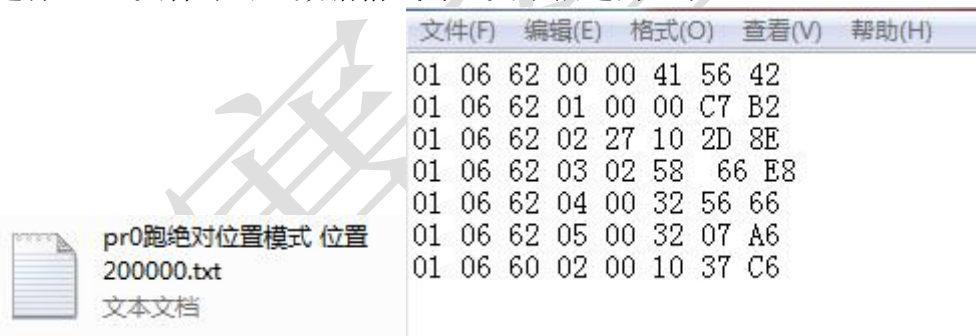 文件(F) 编辑(E) 格式(O) 查看(V) 帮助(H)
01 06 62 00 00 41 56 42
01 06 62 01 00 00 C7 B2
01 06 62 02 27 10 2D 8E
01 06 62 03 02 58 66 E8
01 06 62 04 00 32 56 66
01 06 62 05 00 32 07 A6
01 06 60 02 00 10 37 C6
pr0跑绝对位置模式 位置
200000.txt
文本文档